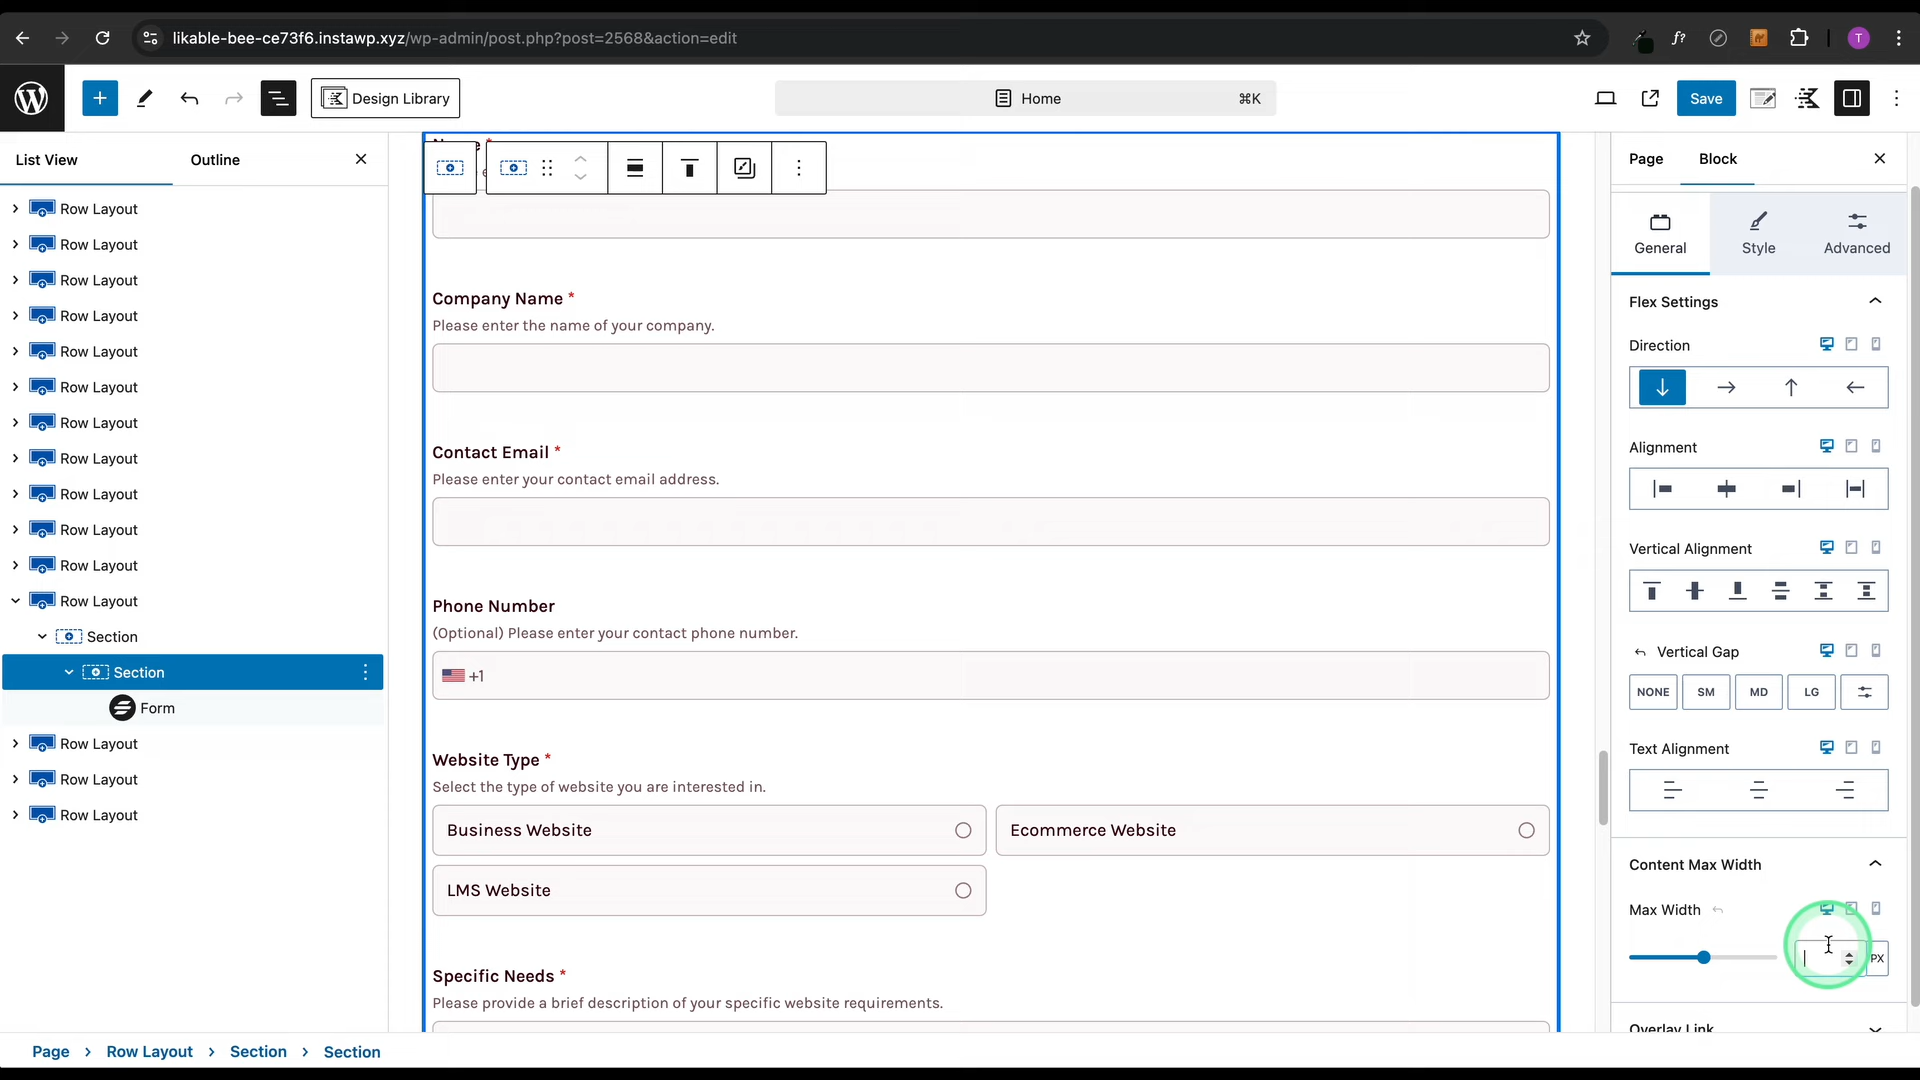 likable-bee-ce73f6.instawp.xyz/wp-admin/post.php?post=2568&action=edit
Design Library
Home
⌘K
Save
List View
Outline
Row Layout
Row Layout
Row Layout
Row Layout
Row Layout
Row Layout
Row Layout
Row Layout
Row Layout
Row Layout
Row Layout
Row Layout
Section
Section
Form
Row Layout
Row Layout
Row Layout
Company Name *
Please enter the name of your company.
Contact Email *
Please enter your contact email address.
Phone Number
(Optional) Please enter your contact phone number.
+1
Website Type *
Select the type of website you are interested in.
Business Website
Ecommerce Website
LMS Website
Specific Needs *
Please provide a brief description of your specific website requirements.
Page
Block
General
Style
Advanced
Flex Settings
Direction
Alignment
Vertical Alignment
Vertical Gap
NONE
SM
MD
LG
Text Alignment
Content Max Width
Max Width
PX
Overlay Link
Page › Row Layout › Section › Section
T
f?